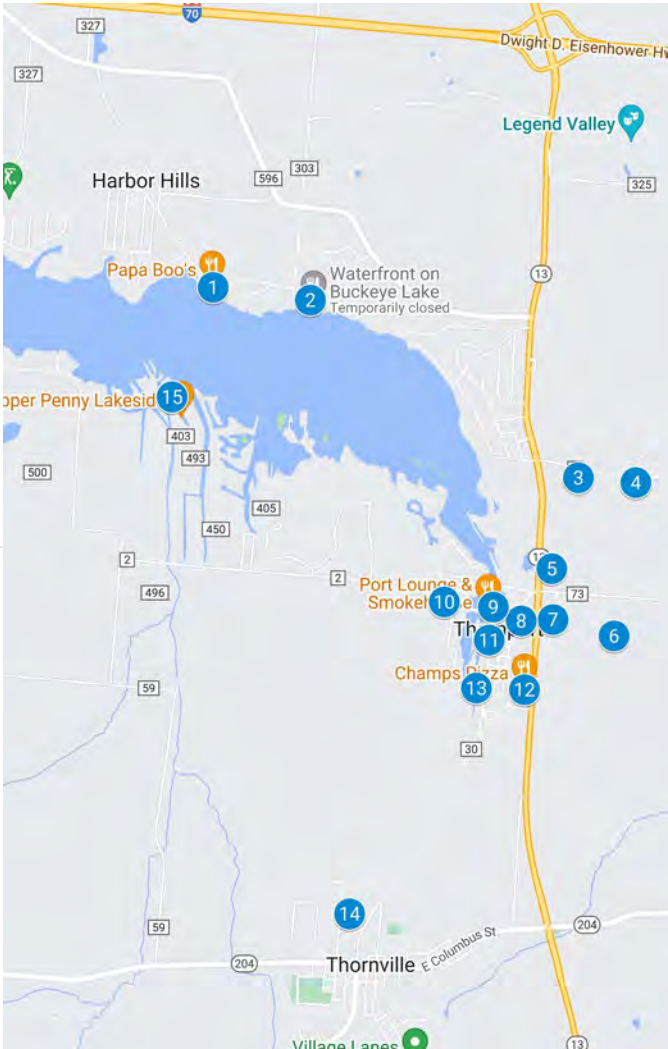 70
327
Dwight D. Eisenhower
327
Legend Valley
303
Harbor Hills
596
325
Papa Boo's
13
Waterfront on
Buckeye Lake
Temporarily closed
1
2
15
Penny
403
493
500
3
4
405
450
2
5
2
Port Lounge &
73
496
10
9
8
7
6
11
Champs Pizza
59
13
12
30
14
59
204
E Columbus St
204
Thornville
Village Lanes
13